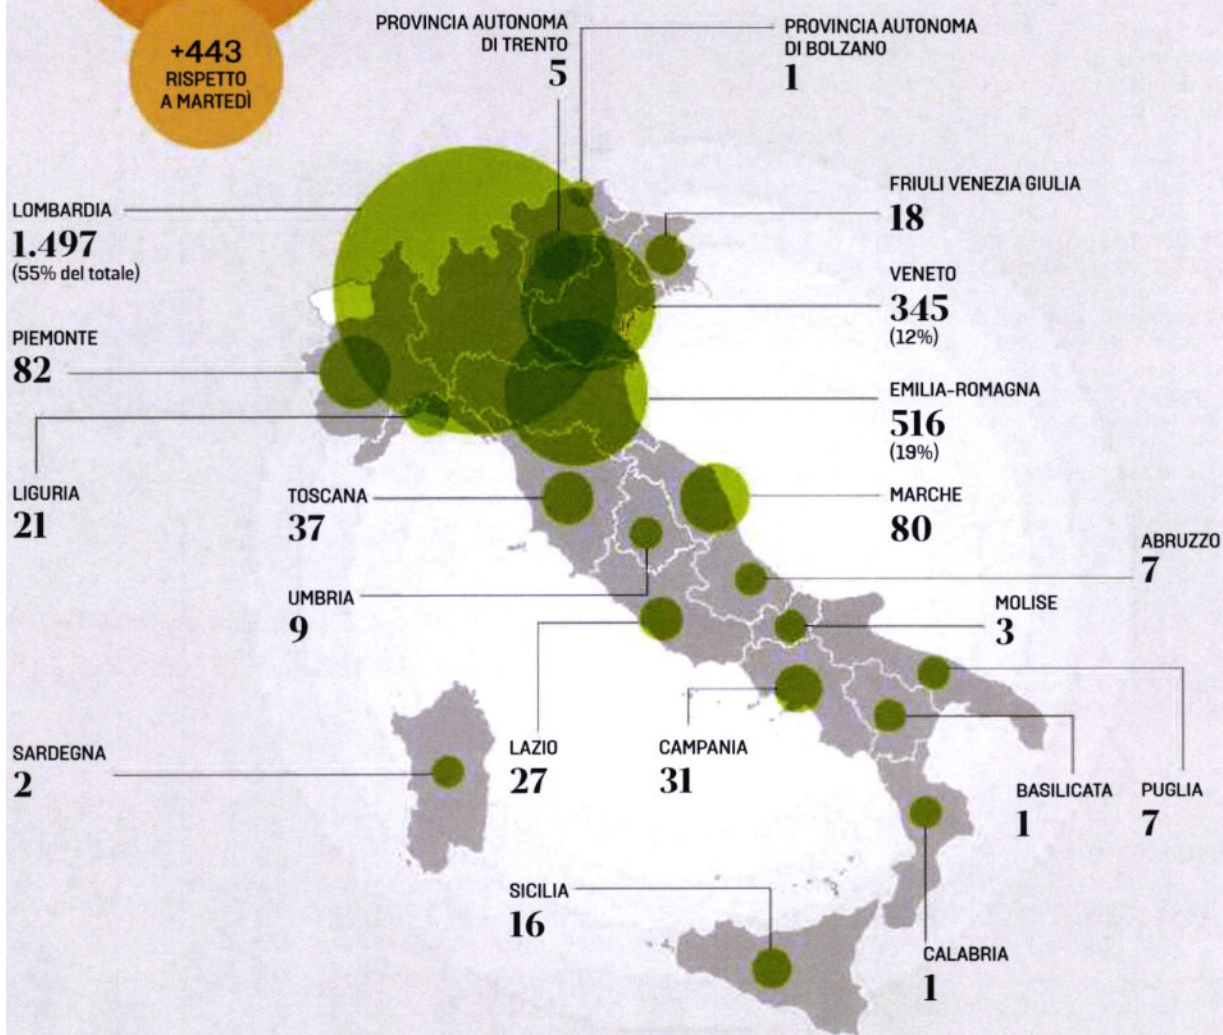 +443
RISPETTO
A MARTEDÌ
PROVINCIA AUTONOMA
DI TRENTO
5
PROVINCIA AUTONOMA
DI BOLZANO
1
LOMBARDIA
1.497
(55% del totale)
FRIULI VENEZIA GIULIA
18
VENETO
345
(12%)
PIEMONTE
82
EMILIA-ROMAGNA
516
(19%)
LIGURIA
21
TOSCANA
37
MARCHE
80
ABRUZZO
7
UMBRIA
9
MOLISE
3
SARDEGNA
2
LAZIO
27
CAMPANIA
31
BASILICATA
1
PUGLIA
7
SICILIA
16
CALABRIA
1